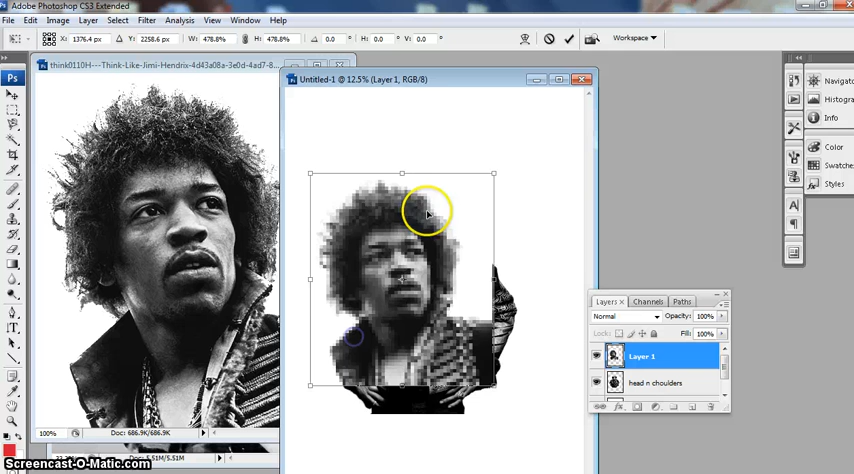 Adobe Photoshop CS3 Extended
File Edit Image Layer Select Filter Analysis View Window Help
X: 1376.4 px Y: 2258.6 px W: 478.8% H: 478.8% 0.0 H: 0.0 V: 0.0 Workspace
Ps
think0110H---Think-Like-Jimi-Hendrix-4d43a08a-3e0d-4ad7-8...
Untitled-1 @ 12.5% (Layer 1, RGB/8)
Navigator
Histogra
Info
Color
Swatches
Styles
Layers Channels Paths
Normal Opacity: 100%
Lock: Fill: 100%
Layer 1
head n choulders
100% Doc: 686.9K/686.9K
Doc: 5.51M/5.51M
Screencast-O-Matic.com